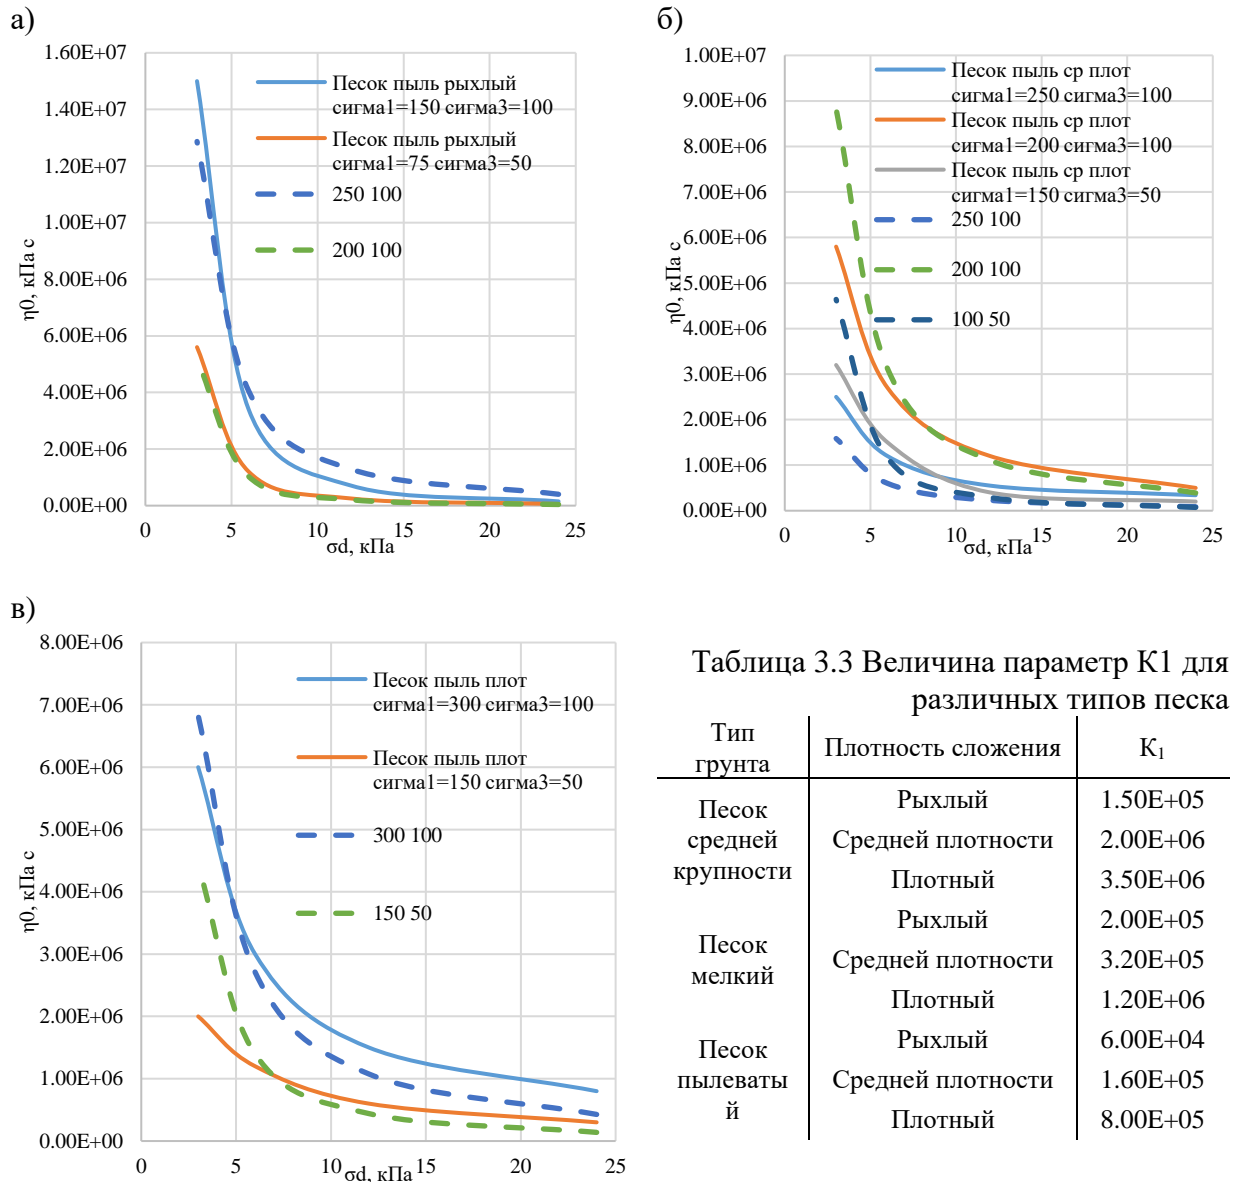 а)
1.60E+07
1.40E+07
1.20E+07
1.00E+07
8.00E+06
6.00E+06
4.00E+06
2.00E+06
0.00E+00
η0, кПа с
0 5 10 15 20 25
σd, кПа
Песок пыль рыхлый
сигма1=150 сигма3=100
Песок пыль рыхлый
сигма1=75 сигма3=50
250 100
200 100
б)
1.00E+07
9.00E+06
8.00E+06
7.00E+06
6.00E+06
5.00E+06
4.00E+06
3.00E+06
2.00E+06
1.00E+06
0.00E+00
η0, кПа с
0 5 10 15 20 25
σd, кПа
Песок пыль ср плот
сигма1=250 сигма3=100
Песок пыль ср плот
сигма1=200 сигма3=100
Песок пыль ср плот
сигма1=150 сигма3=50
250 100
200 100
100 50
в)
8.00E+06
7.00E+06
6.00E+06
5.00E+06
4.00E+06
3.00E+06
2.00E+06
1.00E+06
0.00E+00
η0, кПа с
0 5 10 15 20 25
σd, кПа
Песок пыль плот
сигма1=300 сигма3=100
Песок пыль плот
сигма1=150 сигма3=50
300 100
150 50
Таблица 3.3 Величина параметр К1 для
различных типов песка
Тип
грунта
Плотность сложения
К1
Песок
средней
крупности
Рыхлый 1.50E+05
Средней плотности 2.00E+06
Плотный 3.50E+06
Песок
мелкий
Рыхлый 2.00E+05
Средней плотности 3.20E+05
Плотный 1.20E+06
Песок
пылеваты
й
Рыхлый 6.00E+04
Средней плотности 1.60E+05
Плотный 8.00E+05